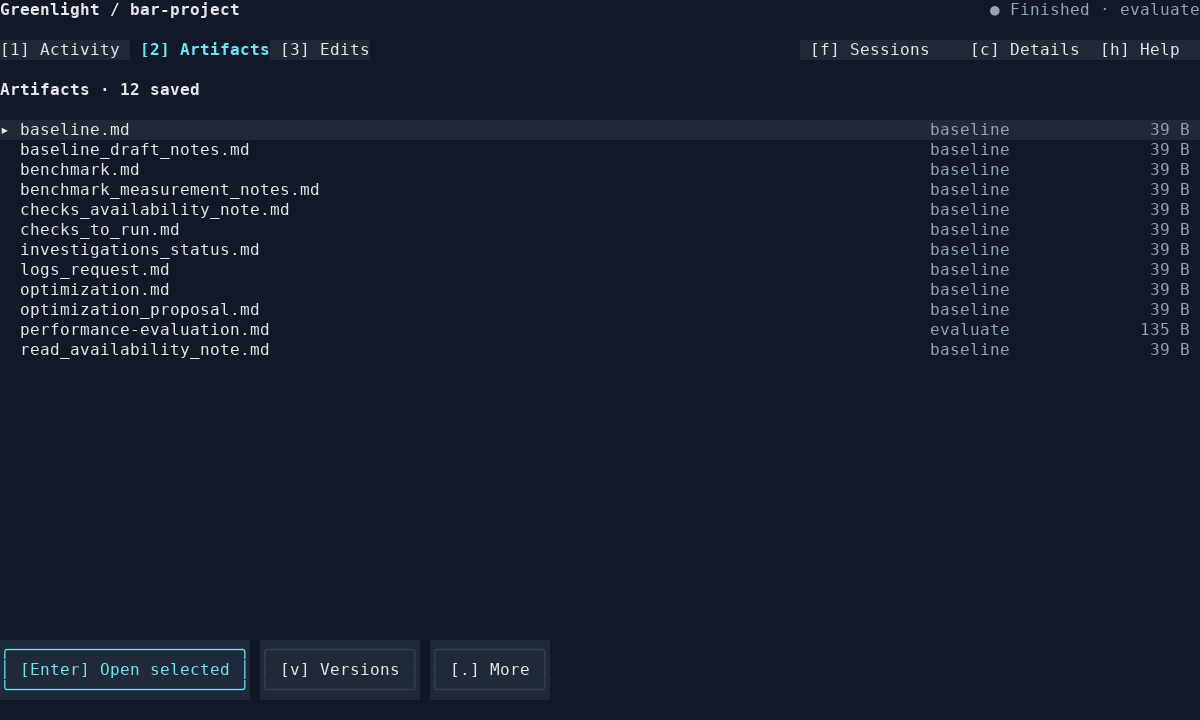 Greenlight / bar-project ● Finished · evaluate
[1] Activity [2] Artifacts [3] Edits [f] Sessions [c] Details [h] Help
Artifacts · 12 saved
▸ baseline.md baseline 39 B
baseline_draft_notes.md baseline 39 B
benchmark.md baseline 39 B
benchmark_measurement_notes.md baseline 39 B
checks_availability_note.md baseline 39 B
checks_to_run.md baseline 39 B
investigations_status.md baseline 39 B
logs_request.md baseline 39 B
optimization.md baseline 39 B
optimization_proposal.md baseline 39 B
performance-evaluation.md evaluate 135 B
read_availability_note.md baseline 39 B
[Enter] Open selected [v] Versions [.] More